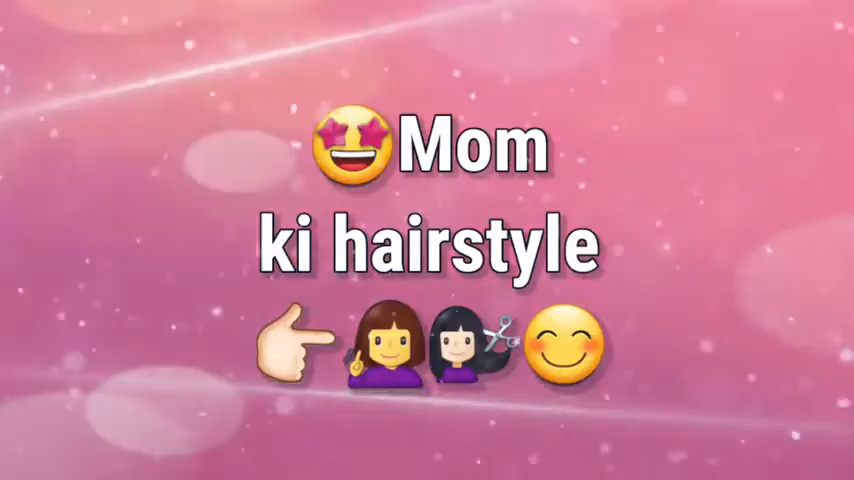 🤩Mom
ki hairstyle
👉💁‍♀️💇🏻‍♀️😊